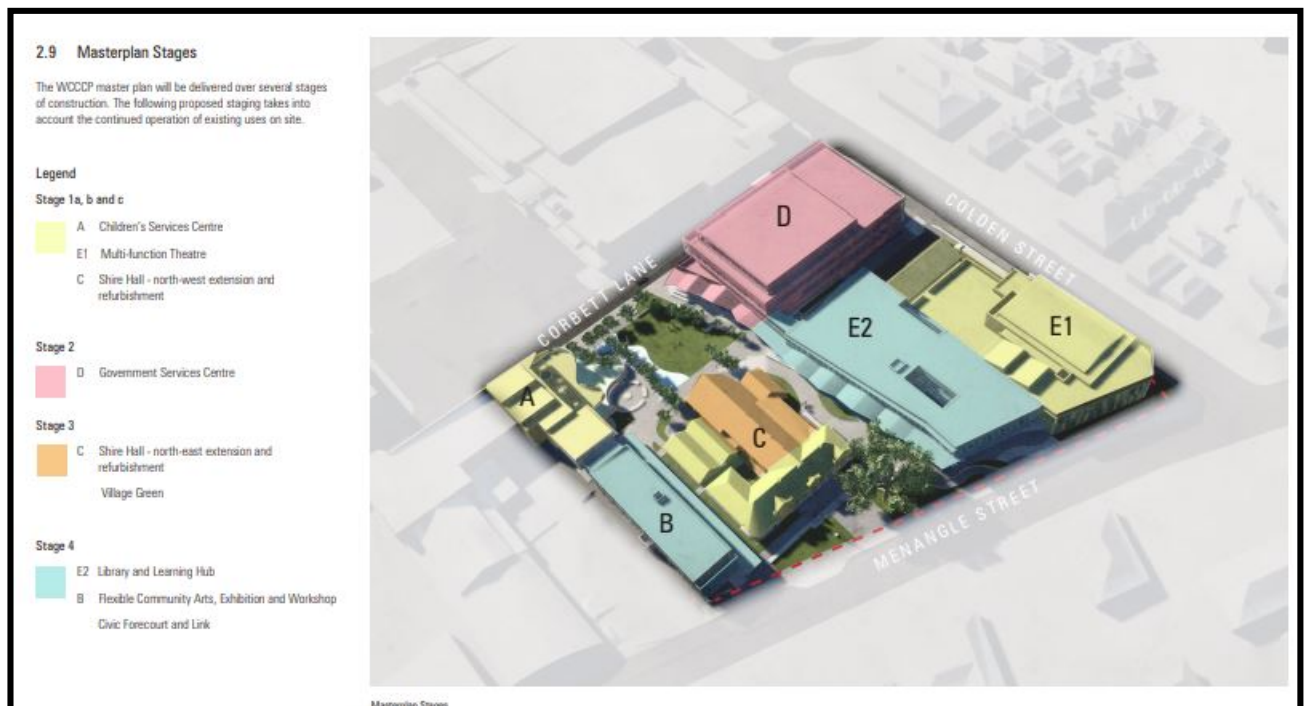 2.9 Masterplan Stages
The WCCCP master plan will be delivered over several stages
of construction. The following proposed staging takes into
account the continued operation of existing uses on site.
Legend
Stage 1a, b and c
A Children's Services Centre
E1 Multi-function Theatre
C Shire Hall - north-west extension and
refurbishment
Stage 2
D Government Services Centre
Stage 3
C Shire Hall - north-east extension and
refurbishment
Village Green
Stage 4
E2 Library and Learning Hub
B Flexible Community Arts, Exhibition and Workshop
Civic Forecourt and Link
D
COLDEN STREET
CORBETT LANE
E2
E1
A
C
B
MENANGLE STREET
Masterplan Stages